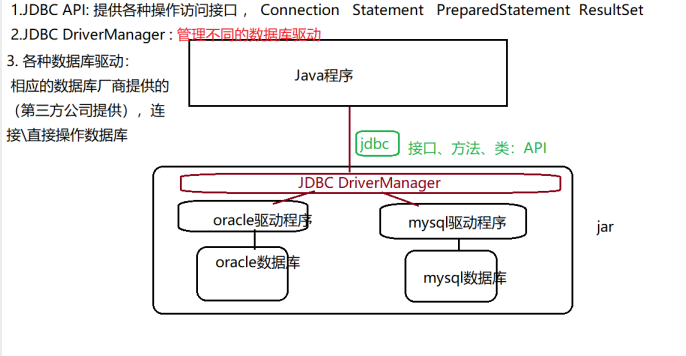 1.JDBC API: 提供各种操作访问接口， Connection Statement PreparedStatement ResultSet
2.JDBC DriverManager : 管理不同的数据库驱动
3. 各种数据库驱动：
相应的数据库厂商提供的
（第三方公司提供），连
接\直接操作数据库
Java程序
jdbc
接口、方法、类：API
JDBC DriverManager
oracle驱动程序
mysql驱动程序
jar
oracle数据库
mysql数据库